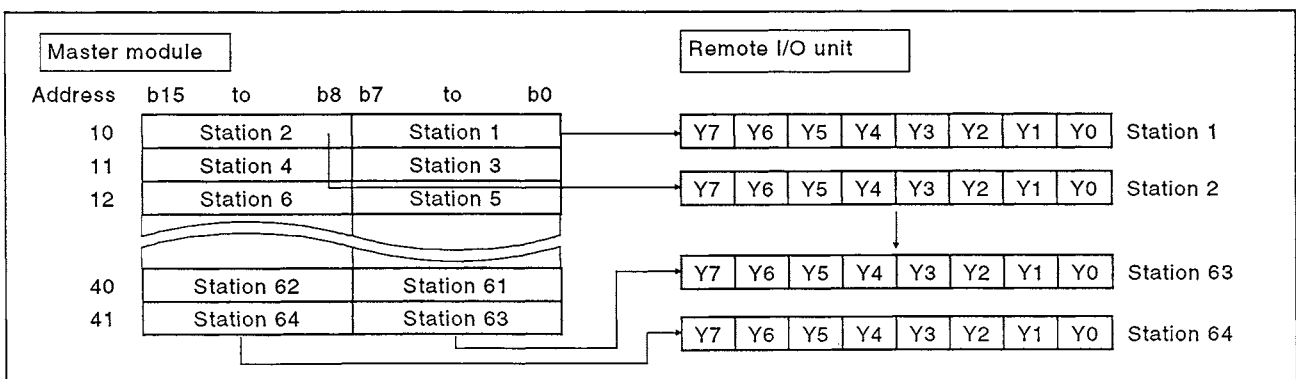 Master module
Remote I/O unit
Address b15 to b8 b7 to b0
10 Station 2 Station 1 Y7 Y6 Y5 Y4 Y3 Y2 Y1 Y0 Station 1
11 Station 4 Station 3
12 Station 6 Station 5 Y7 Y6 Y5 Y4 Y3 Y2 Y1 Y0 Station 2
40 Station 62 Station 61 Y7 Y6 Y5 Y4 Y3 Y2 Y1 Y0 Station 63
41 Station 64 Station 63 Y7 Y6 Y5 Y4 Y3 Y2 Y1 Y0 Station 64